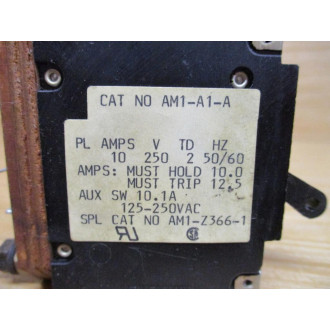 CAT NO AM1-A1-A
PL AMPS V TD HZ
10 250 2 50/60
AMPS: MUST HOLD 10.0
MUST TRIP 12.5
AUX SW 10.1A
125-250VAC
SPL CAT NO AM1-Z366-1